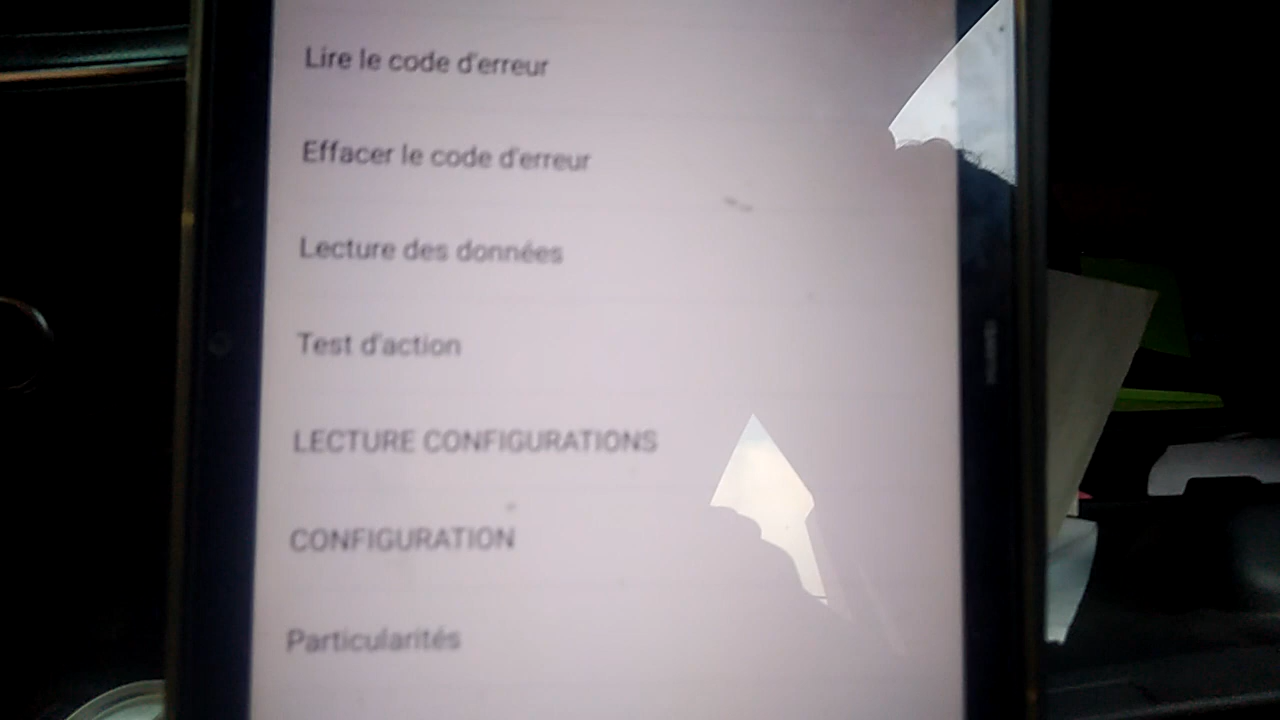 Lire le code d'erreur
Effacer le code d'erreur
Lecture des données
Test d'action
LECTURE CONFIGURATIONS
CONFIGURATION
Particularités